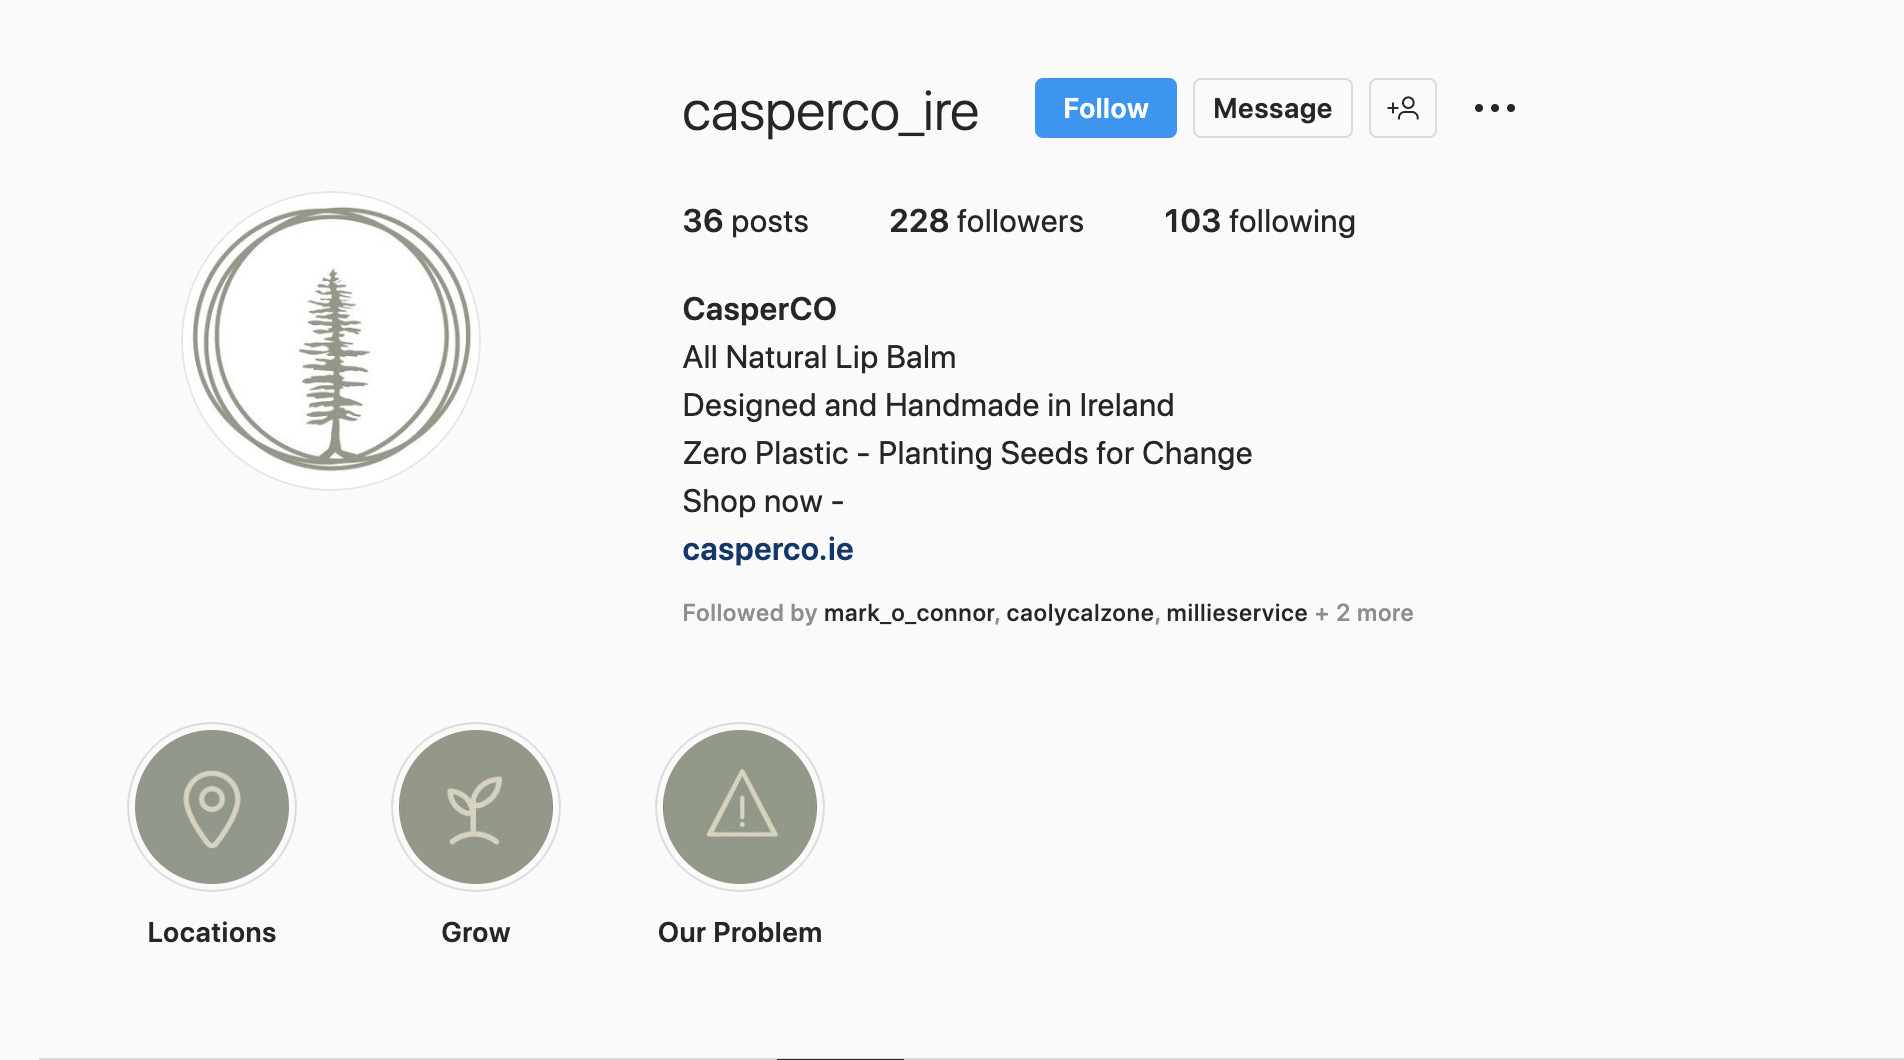 casperco_ire Follow Message
36 posts 228 followers 103 following
CasperCO
All Natural Lip Balm
Designed and Handmade in Ireland
Zero Plastic - Planting Seeds for Change
Shop now -
casperco.ie
Followed by mark_o_connor, caolycalzone, millieservice + 2 more
Locations Grow Our Problem